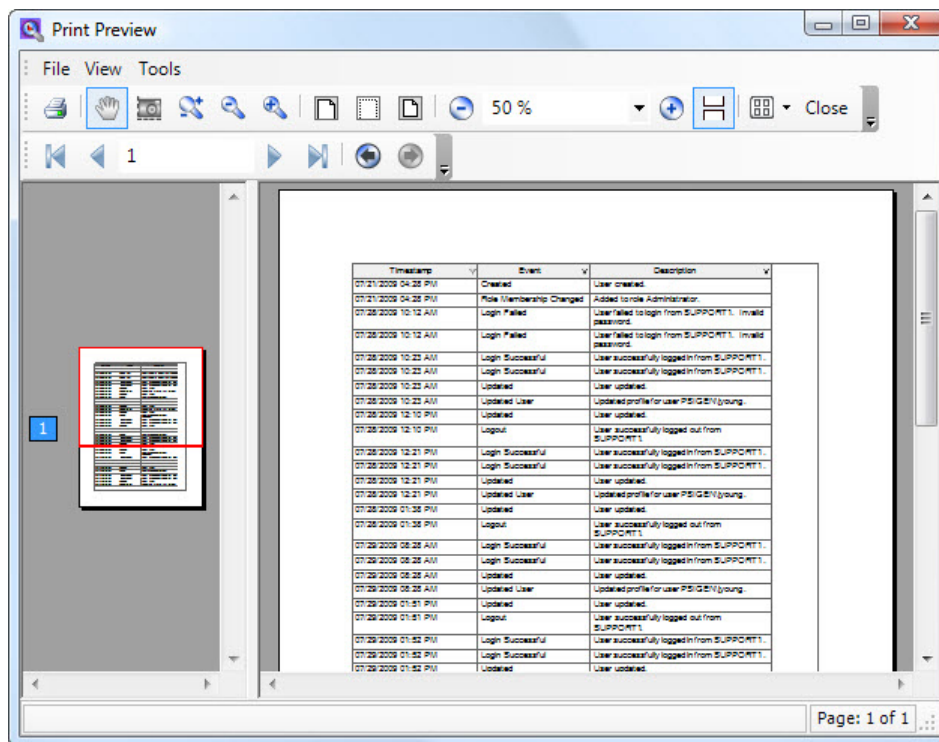 Print Preview
File View Tools
50 % Close
1
Timestamp Event Description
07/21/2009 04:28 PM Created User created.
07/21/2009 04:28 PM Role Membership Changed Added to role Administrator.
07/28/2009 10:12 AM Login Failed User failed to login from SUPPORT1. Invalid
password.
07/28/2009 10:12 AM Login Failed User failed to login from SUPPORT1. Invalid
password.
07/28/2009 10:23 AM Login Successful User successfully logged in from SUPPORT1.
07/28/2009 10:23 AM Login Successful User successfully logged in from SUPPORT1.
07/28/2009 10:23 AM Updated User updated.
07/28/2009 10:23 AM Updated User Updated profile for user PSIGEN\jyoung.
07/28/2009 12:10 PM Updated User updated.
07/28/2009 12:10 PM Logout User successfully logged out from
SUPPORT1.
07/28/2009 12:21 PM Login Successful User successfully logged in from SUPPORT1.
07/28/2009 12:21 PM Login Successful User successfully logged in from SUPPORT1.
07/28/2009 12:21 PM Updated User updated.
07/28/2009 12:21 PM Updated User Updated profile for user PSIGEN\jyoung.
07/28/2009 01:38 PM Updated User updated.
07/28/2009 01:38 PM Logout User successfully logged out from
SUPPORT1.
07/29/2009 08:28 AM Login Successful User successfully logged in from SUPPORT1.
07/29/2009 08:28 AM Login Successful User successfully logged in from SUPPORT1.
07/29/2009 08:28 AM Updated User updated.
07/29/2009 08:28 AM Updated User Updated profile for user PSIGEN\jyoung.
07/29/2009 01:51 PM Updated User updated.
07/29/2009 01:51 PM Logout User successfully logged out from
SUPPORT1.
07/29/2009 01:52 PM Login Successful User successfully logged in from SUPPORT1.
07/29/2009 01:52 PM Login Successful User successfully logged in from SUPPORT1.
07/29/2009 01:52 PM Updated User updated.
1
Page: 1 of 1